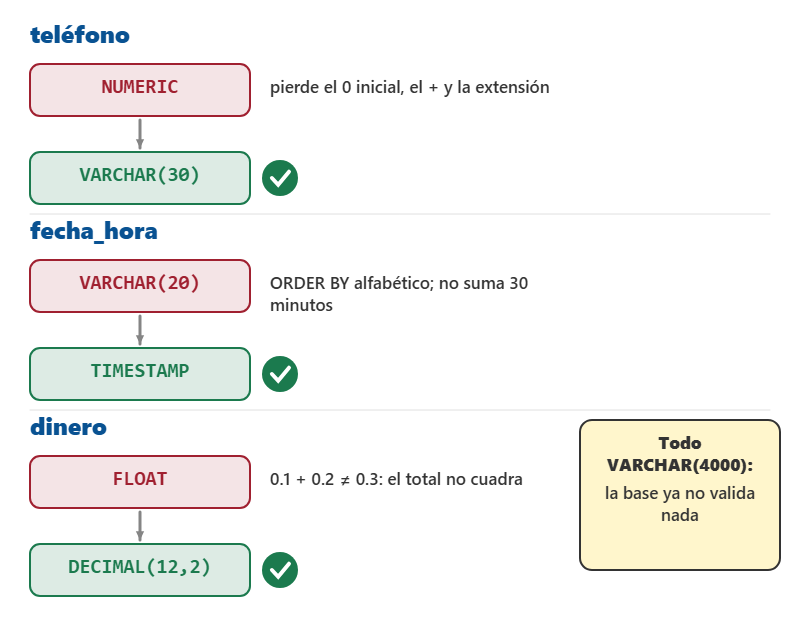 teléfono
NUMERIC
pierde el 0 inicial, el + y la extensión
VARCHAR(30)
fecha_hora
VARCHAR(20)
ORDER BY alfabético; no suma 30
minutos
TIMESTAMP
dinero
FLOAT
0.1 + 0.2 ≠ 0.3: el total no cuadra
DECIMAL(12,2)
Todo
VARCHAR(4000):
la base ya no valida
nada